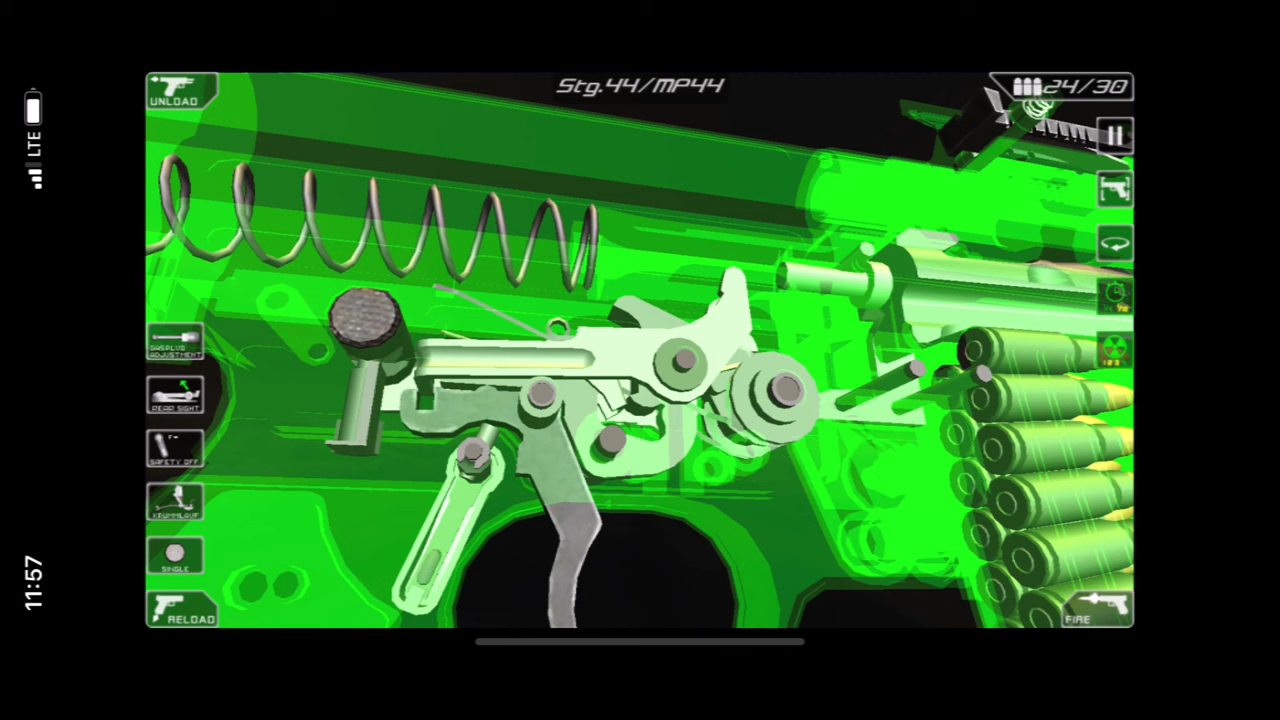 UNLOAD
Stg.44/MP44
24/30
GASPLUG
ADJUSTMENT
REAR SIGHT
SAFETY OFF
KRUMMLAUF
SINGLE
RELOAD
FIRE
LTE
11:57